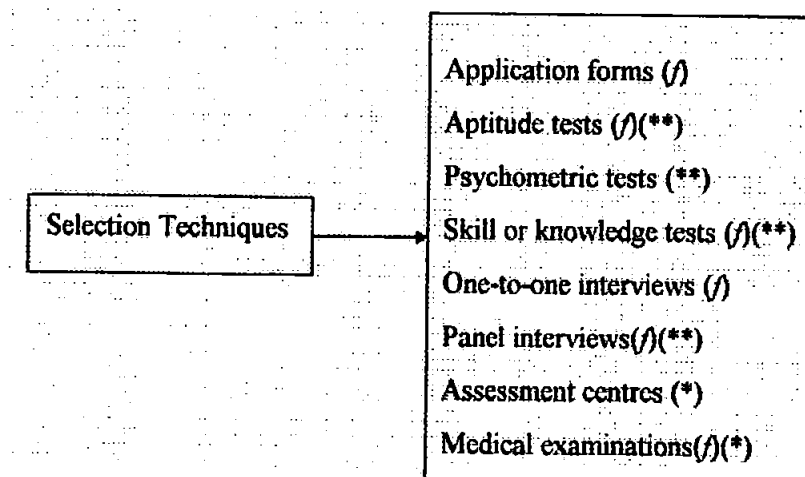 Selection Techniques
Application forms (f)
Aptitude tests (f)(**)
Psychometric tests (**)
Skill or knowledge tests (f)(**)
One-to-one interviews (f)
Panel interviews(f)(**)
Assessment centres (*)
Medical examinations(f)(*)